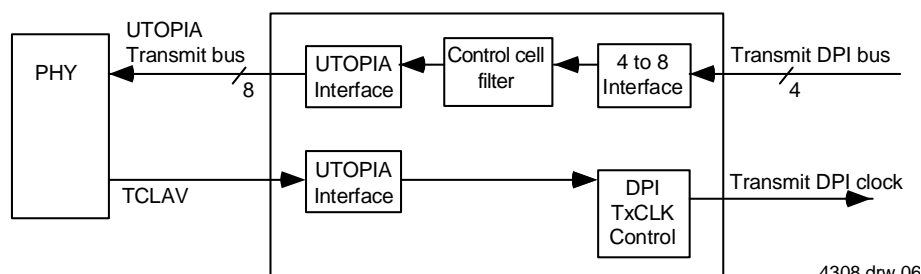 UTOPIA
Transmit bus
PHY
8
UTOPIA
Interface
Control cell
filter
4 to 8
Interface
Transmit DPI bus
4
TCLAV
UTOPIA
Interface
DPI
TxCLK
Control
Transmit DPI clock
4308 drw 06